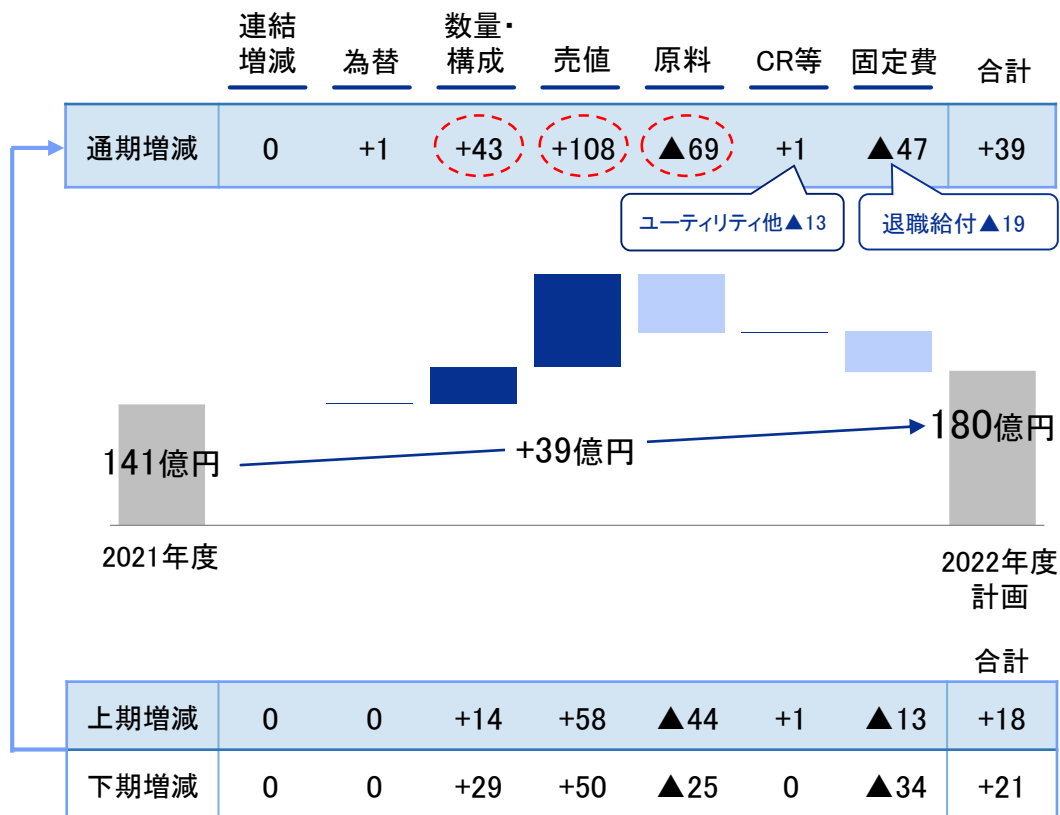 連結増減 為替 数量・構成 売値 原料 CR等 固定費 合計
通期増減 0 +1 +43 +108 ▲69 +1 ▲47 +39
ユーティリティ他▲13 退職給付▲19
141億円 +39億円 180億円
2021年度 2022年度計画
合計
上期増減 0 0 +14 +58 ▲44 +1 ▲13 +18
下期増減 0 0 +29 +50 ▲25 0 ▲34 +21